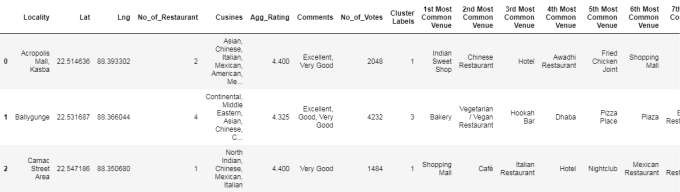 Locality Lat Lng No_of_Restaurant Cusines Agg_Rating Comments No_of_Votes Cluster Labels 1st Most Common Venue 2nd Most Common Venue 3rd Most Common Venue 4th Most Common Venue 5th Most Common Venue 6th Most Common Venue 7th
0 Acropolis Mall, Kasba 22.514636 88.393302 2 Asian, Chinese, Italian, Mexican, American, Me... 4.400 Excellent, Very Good 2048 1 Indian Sweet Shop Chinese Restaurant Hotel Awadhi Restaurant Fried Chicken Joint Shopping Mall
1 Ballygunge 22.531687 88.366044 4 Continental, Middle Eastern, Asian, Chinese, C... 4.325 Excellent, Good, Very Good 4232 3 Bakery Vegetarian / Vegan Restaurant Hookah Bar Dhaba Pizza Place Plaza
2 Camac Street Area 22.547186 88.350680 1 North Indian, Chinese, Mexican, Italian 4.400 Very Good 1484 1 Shopping Mall Café Italian Restaurant Hotel Nightclub Mexican Restaurant